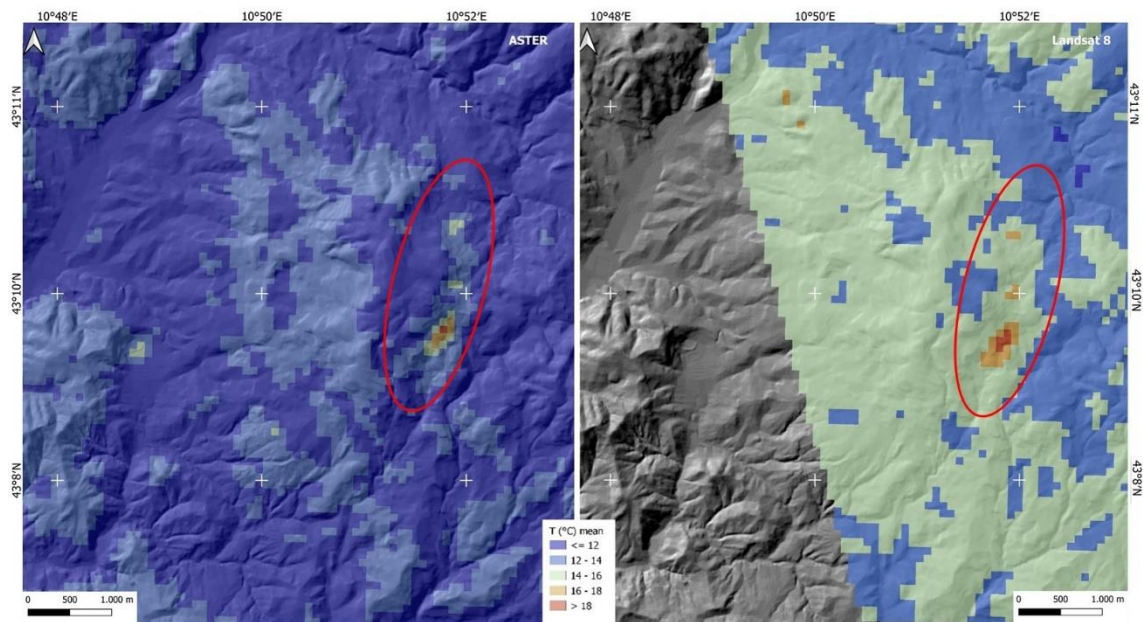 10°48′E 10°50′E 10°52′E 10°48′E 10°50′E 10°52′E
ASTER
Landsat 8
43°11′N
43°10′N
43°8′N
43°11′N
43°10′N
43°8′N
T (°C) mean
<= 12
12 - 14
14 - 16
16 - 18
> 18
0 500 1.000 m
0 500 1.000 m